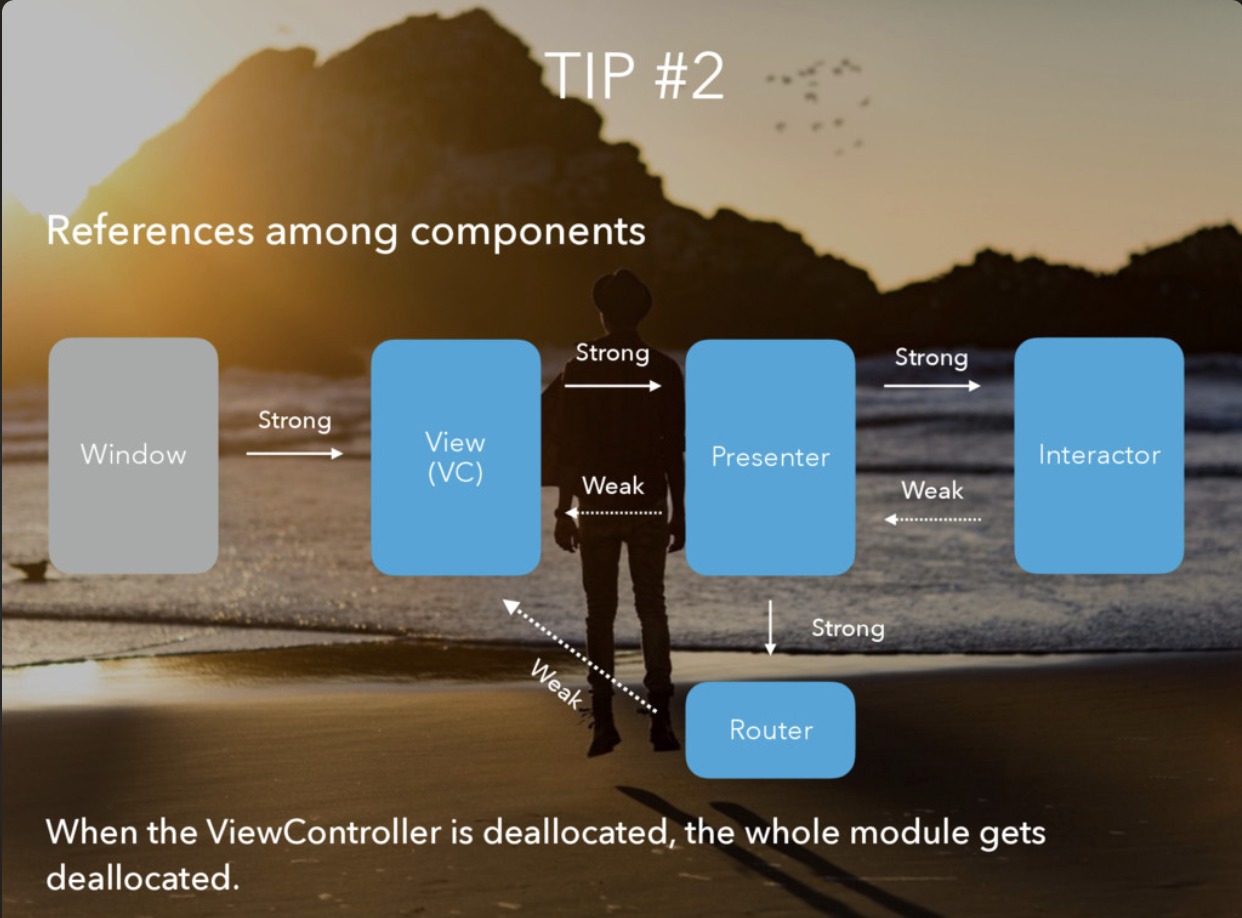 TIP #2
References among components
Strong
Strong
Strong
Window
View
(VC)
Presenter
Interactor
Weak
Weak
Strong
Weak
Router
When the ViewController is deallocated, the whole module gets
deallocated.